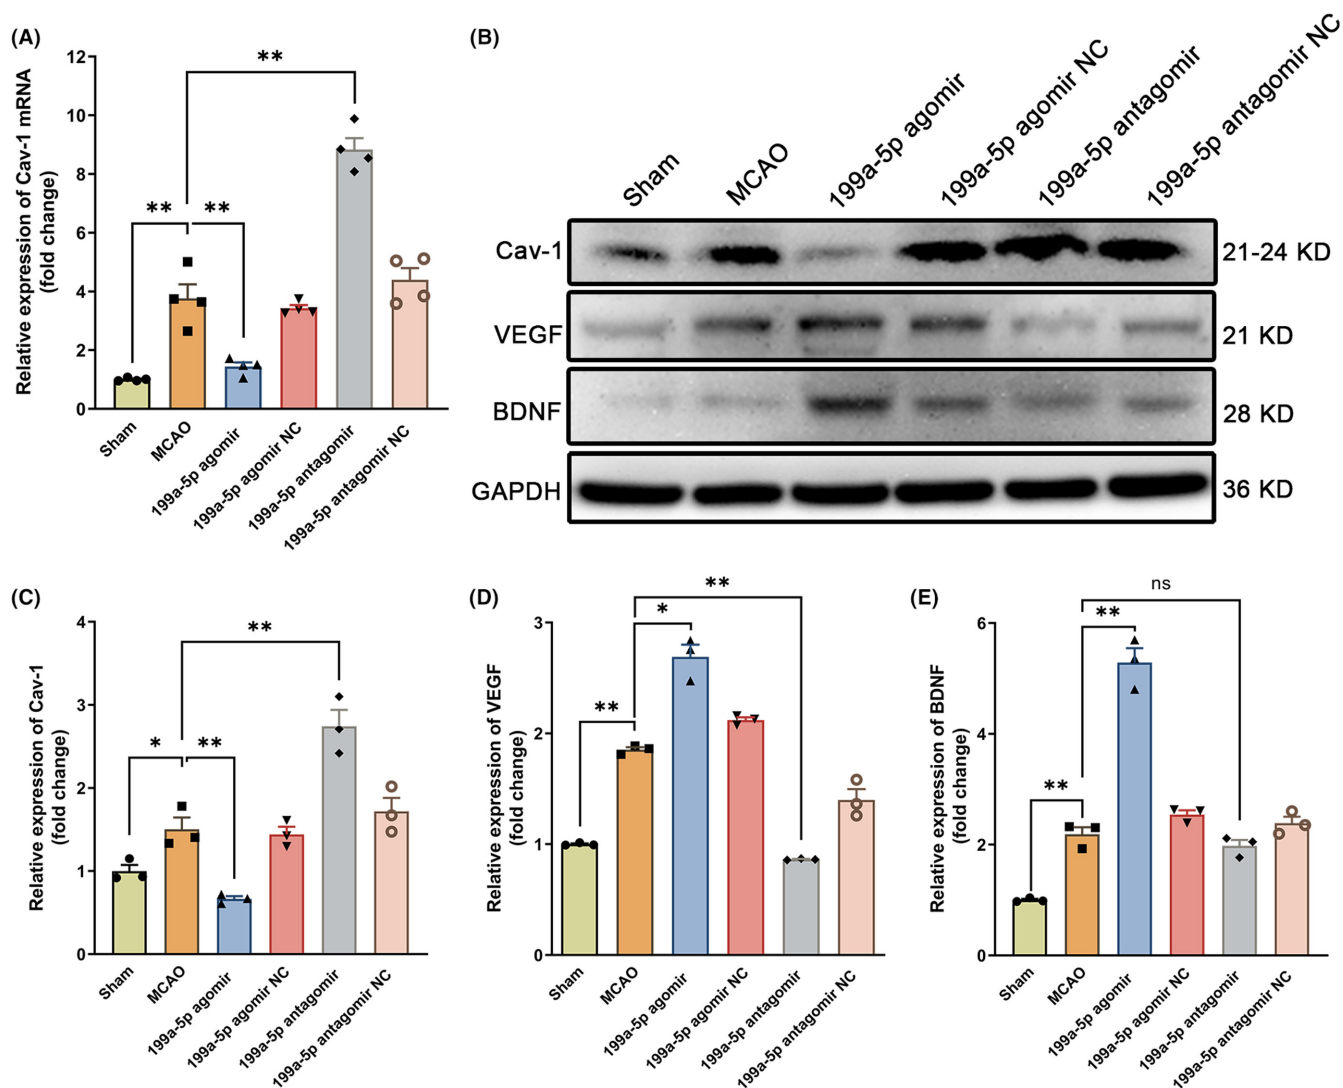 (A)
Relative expression of Cav-1 mRNA
(fold change)
12
10
8
6
4
2
0
**
**
**
Sham
MCAO
199a-5p agomir
199a-5p agomir NC
199a-5p antagomir
199a-5p antagomir NC
(B)
Sham
MCAO
199a-5p agomir
199a-5p agomir NC
199a-5p antagomir
199a-5p antagomir NC
Cav-1
21-24 KD
VEGF
21 KD
BDNF
28 KD
GAPDH
36 KD
(C)
Relative expression of Cav-1
(fold change)
4
3
2
1
0
**
*
**
Sham
MCAO
199a-5p agomir
199a-5p agomir NC
199a-5p antagomir
199a-5p antagomir NC
(D)
Relative expression of VEGF
(fold change)
3
2
1
0
**
*
**
Sham
MCAO
199a-5p agomir
199a-5p agomir NC
199a-5p antagomir
199a-5p antagomir NC
(E)
Relative expression of BDNF
(fold change)
6
4
2
0
ns
**
**
Sham
MCAO
199a-5p agomir
199a-5p agomir NC
199a-5p antagomir
199a-5p antagomir NC